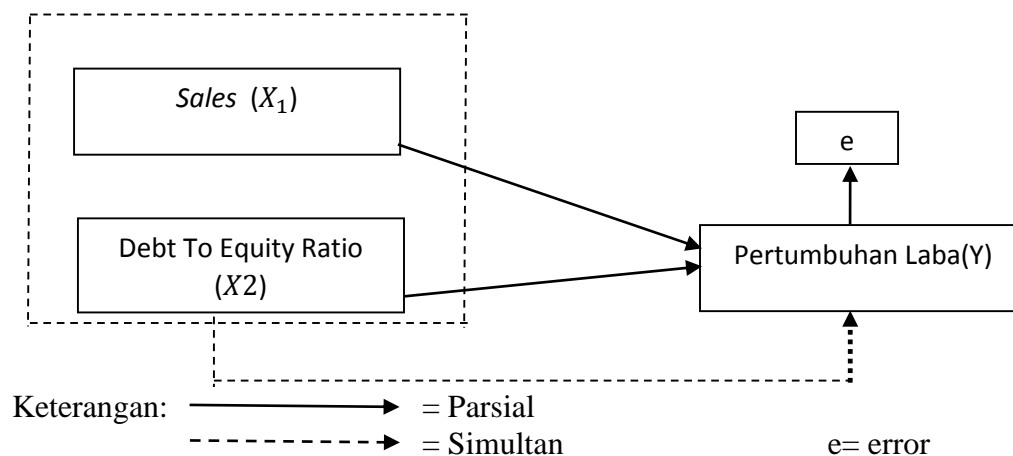 Sales (X₁)
e
Debt To Equity Ratio
(X2)
Pertumbuhan Laba(Y)
Keterangan: = Parsial
= Simultan e= error